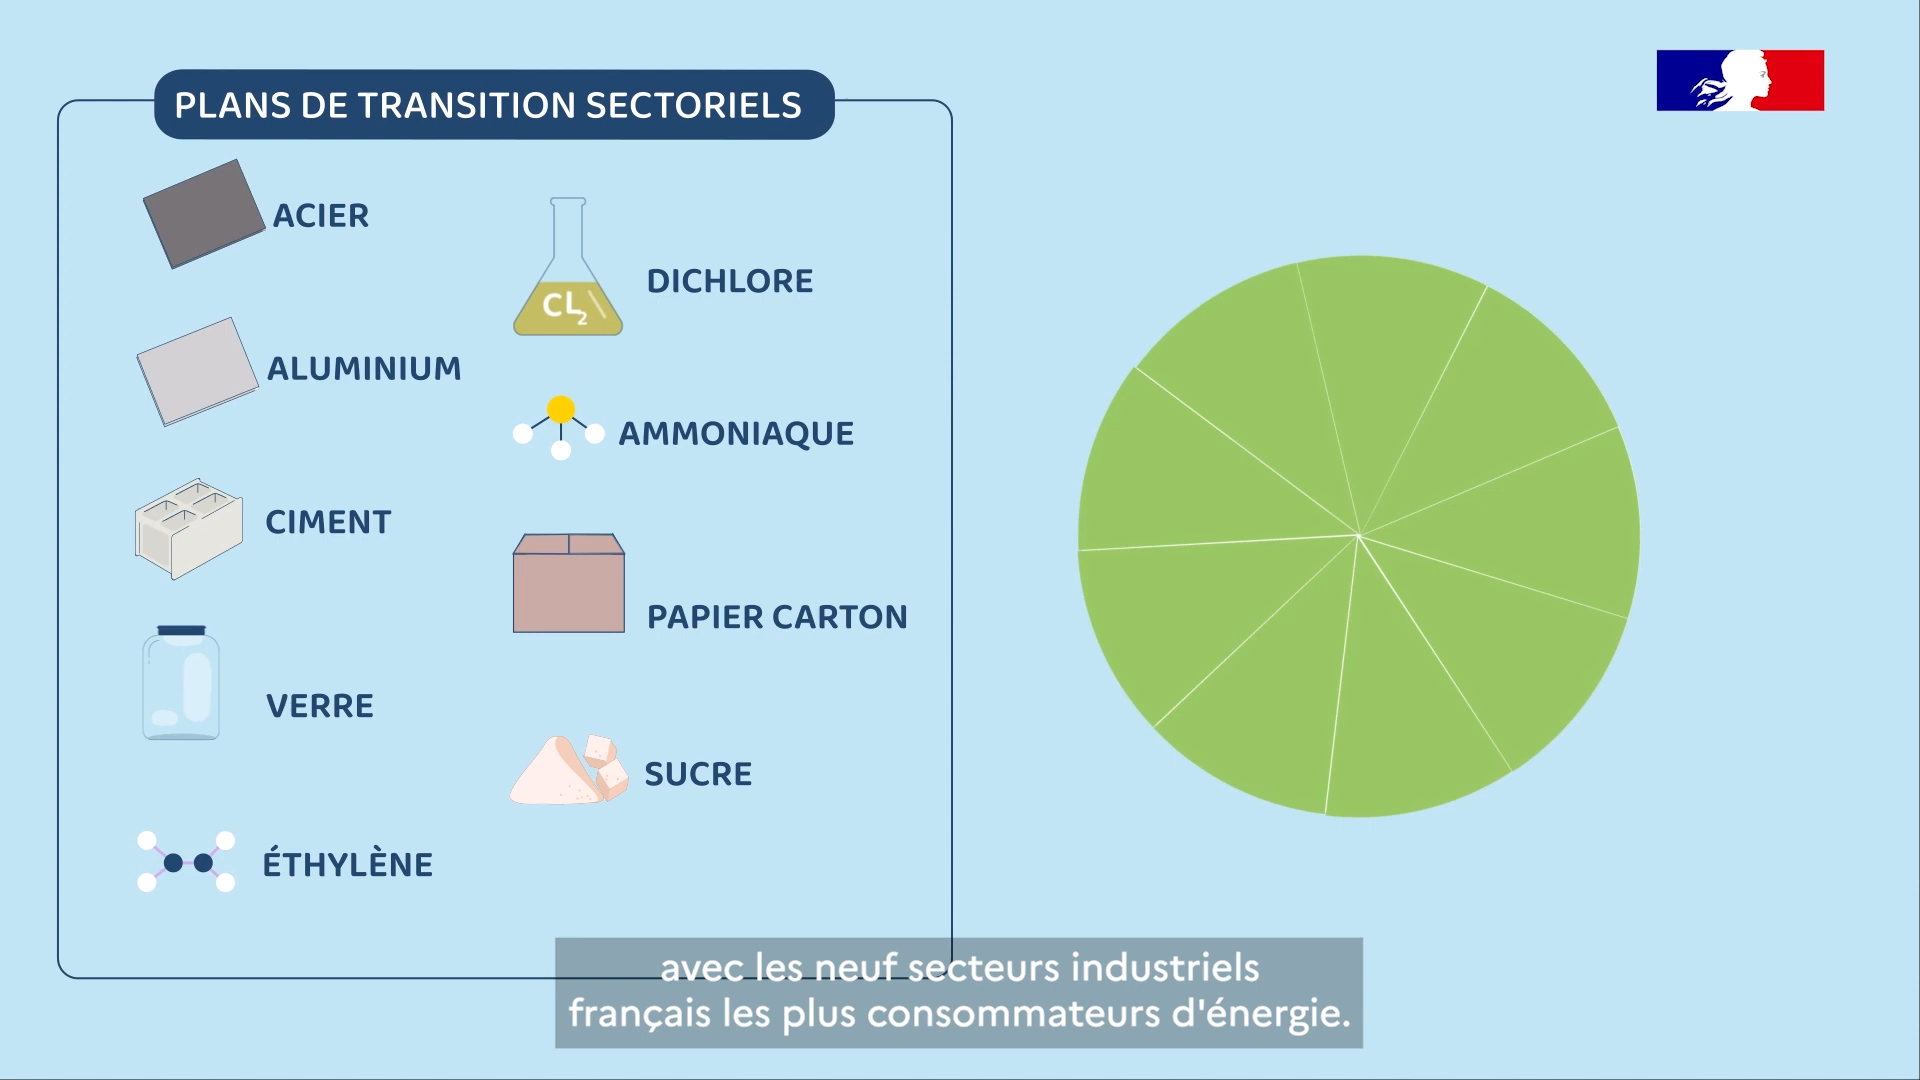 PLANS DE TRANSITION SECTORIELS
ACIER
ALUMINIUM
CIMENT
VERRE
ÉTHYLÈNE
CL2
DICHLORE
AMMONIAQUE
PAPIER CARTON
SUCRE
avec les neuf secteurs industriels
français les plus consommateurs d'énergie.